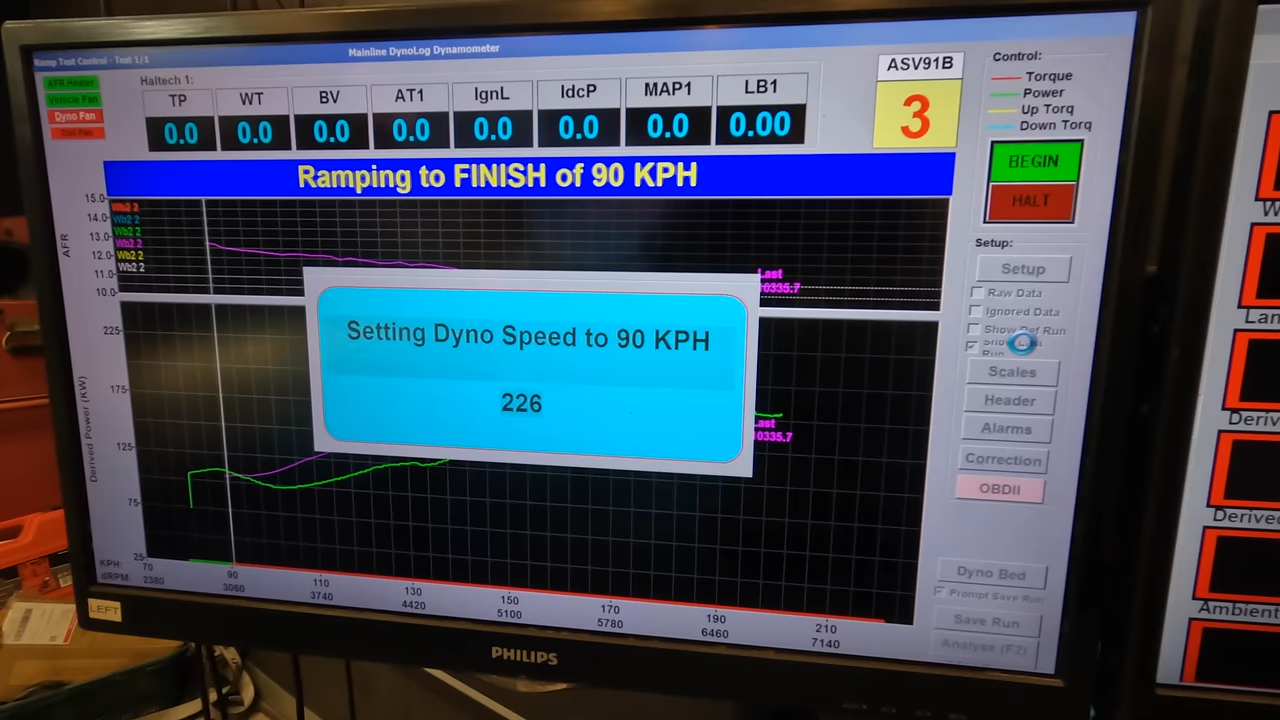 Ramp Test Control - Test 1/1
Mainline DynoLog Dynamometer
AFR Heater
Vehicle Fan
Dyno Fan
Haltech 1:
TP WT BV AT1 IgnL IdcP MAP1 LB1
0.0 0.0 0.0 0.0 0.0 0.0 0.0 0.00
ASV91B
3
Control:
Torque
Power
Up Torq
Down Torq
BEGIN
HALT
Ramping to FINISH of 90 KPH
AFR
15.0
14.0
13.0
12.0
11.0
10.0
Wb2 2
Wb2 2
Wb2 2
Wb2 2
Wb2 2
Wb2 2
Last
10335.7
Setting Dyno Speed to 90 KPH
226
Last
10335.7
Derived Power (KW)
225
175
125
75
25
KPH: 70 90 110 130 150 170 190 210
dRPM: 2380 3060 3740 4420 5100 5780 6460 7140
Setup:
Setup
Raw Data
Ignored Data
Show Ref Run
Show Last
Run
Scales
Header
Alarms
Correction
OBDII
Dyno Bed
Prompt Save Run
Save Run
Analyse (F2)
LEFT
PHILIPS
W
Lam
Deriv
Derive
Ambient